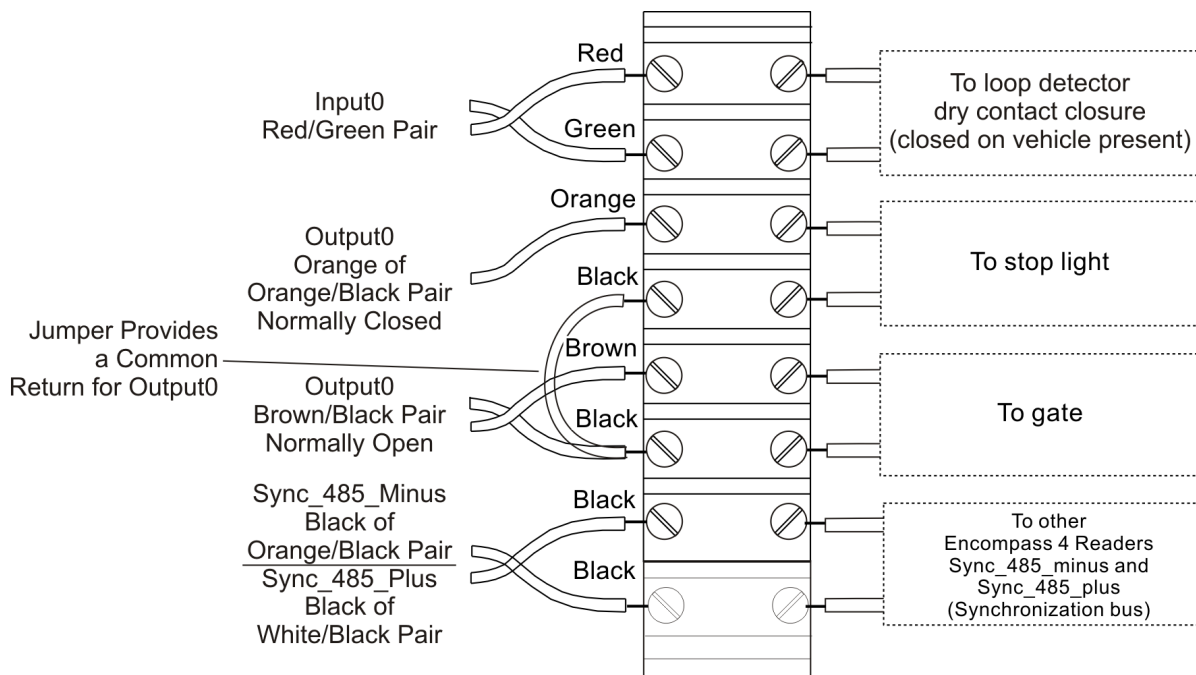 Red
Input0
Red/Green Pair
Green
To loop detector
dry contact closure
(closed on vehicle present)
Orange
Output0
Orange of
Orange/Black Pair
Normally Closed
Black
To stop light
Jumper Provides
a Common
Return for Output0
Brown
Output0
Brown/Black Pair
Normally Open
Black
To gate
Sync_485_Minus
Black of
Orange/Black Pair
Sync_485_Plus
Black of
White/Black Pair
Black
Black
To other
Encompass 4 Readers
Sync_485_minus and
Sync_485_plus
(Synchronization bus)